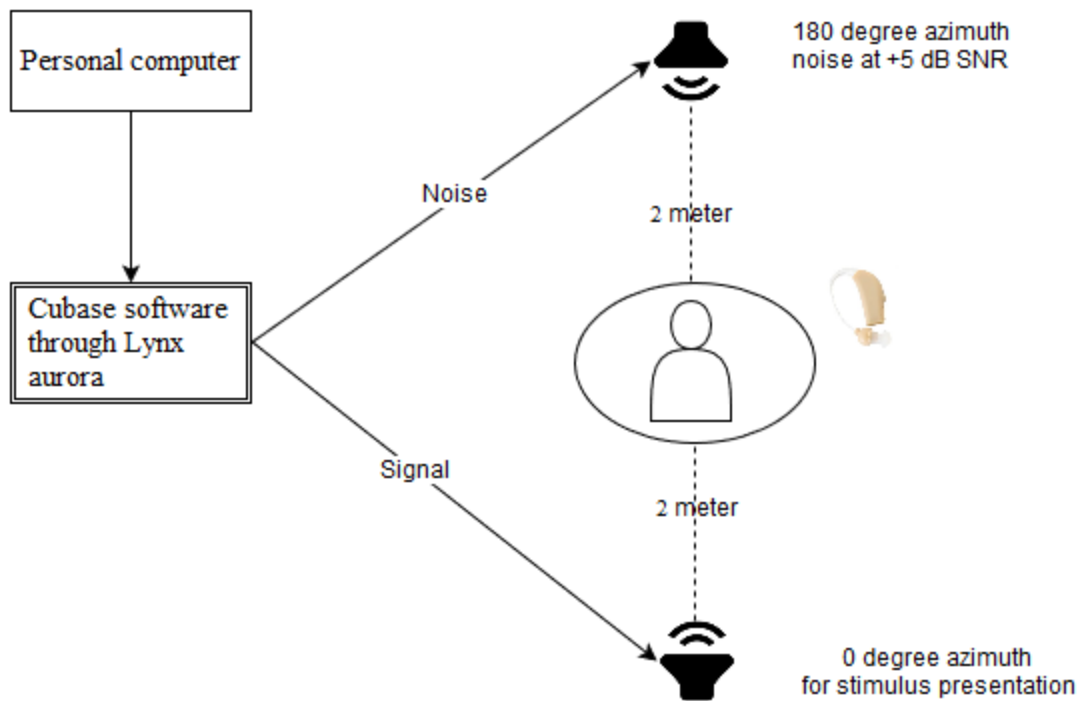 Personal computer
180 degree azimuth
noise at +5 dB SNR
Noise
2 meter
Cubase software
through Lynx
aurora
Signal
2 meter
0 degree azimuth
for stimulus presentation